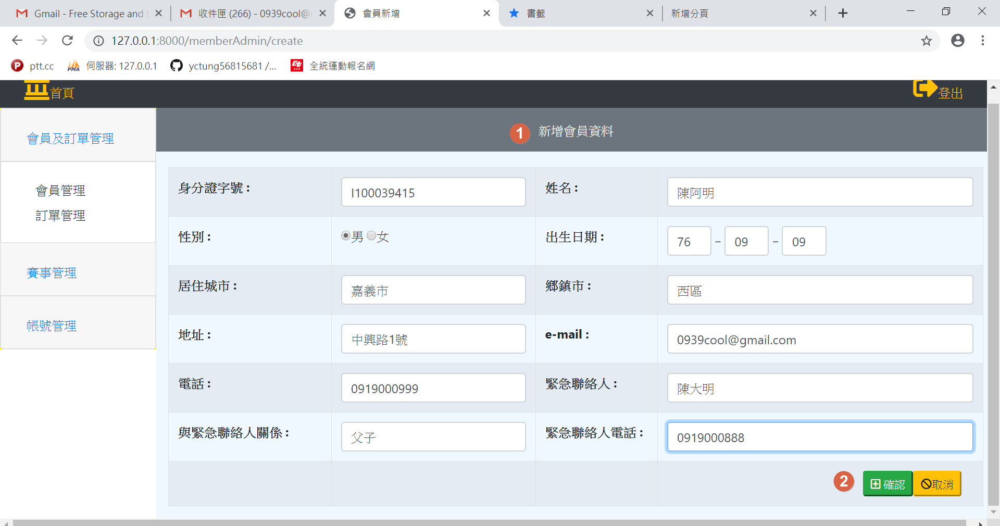 Gmail - Free Storage and
收件匣 (266) - 0939cool@
會員新增
書籤
新增分頁
127.0.0.1:8000/memberAdmin/create
ptt.cc
PMA 伺服器: 127.0.0.1
yctung56815681 /...
全統運動報名網
首頁
登出
會員及訂單管理
會員管理
訂單管理
賽事管理
帳號管理
1 新增會員資料
身分證字號 : I100039415 姓名 : 陳阿明
性別 : 男 女 出生日期 : 76 - 09 - 09
居住城市 : 嘉義市 鄉鎮市 : 西區
地址 : 中興路1號 e-mail : 0939cool@gmail.com
電話 : 0919000999 緊急聯絡人 : 陳大明
與緊急聯絡人關係 : 父子 緊急聯絡人電話 : 0919000888
2 確認 取消